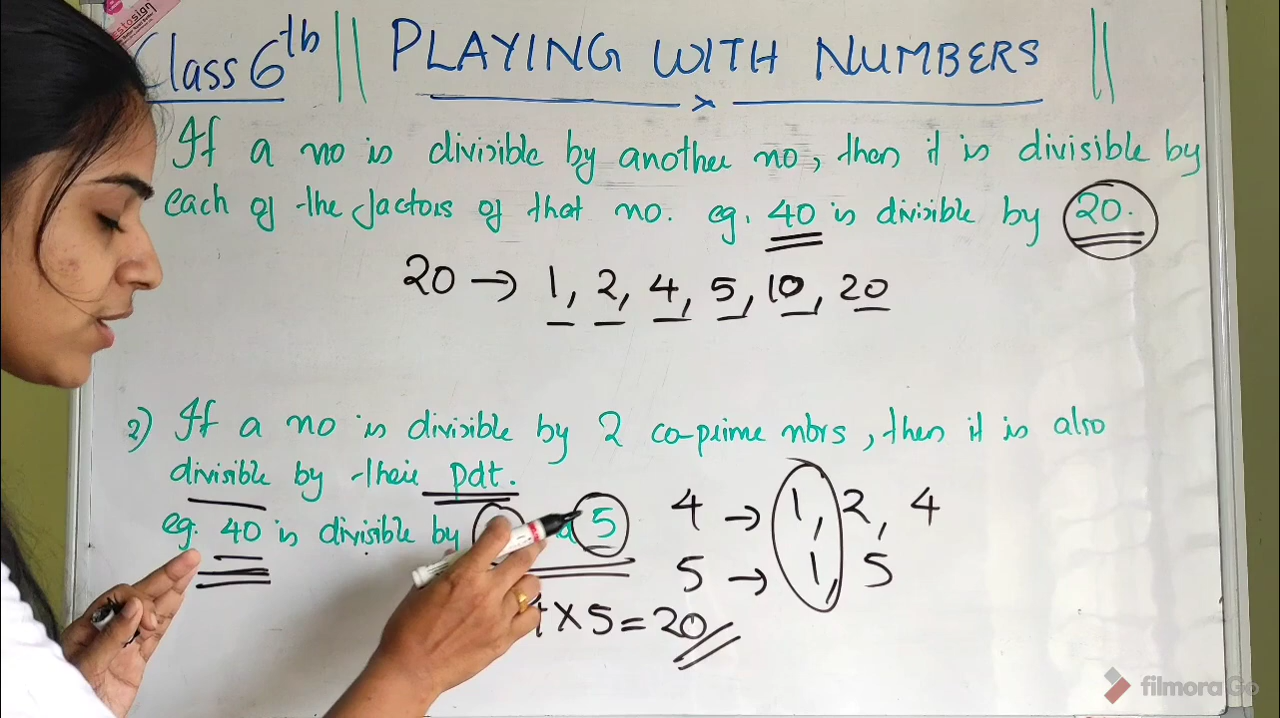 Class 6th || PLAYING WITH NUMBERS ||
If a no is divisible by another no, then it is divisible by
each of the factors of that no. eg. 40 is divisible by 20.
20 → 1, 2, 4, 5, 10, 20
2) If a no is divisible by 2 co-prime nbrs, then it is also
divisible by their pdt.
4 → 1, 2, 4
eg. 40 is divisible by 5
5 → 1, 5
4 x 5 = 20
filmora Go